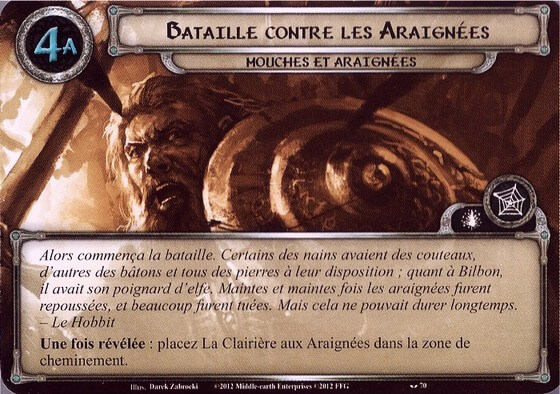 4A
BATAILLE CONTRE LES ARAIGNÉES
MOUCHES ET ARAIGNÉES
Alors commença la bataille. Certains des nains avaient des couteaux,
d'autres des bâtons et tous des pierres à leur disposition ; quant à Bilbon,
il avait son poignard d'elfe. Maintes et maintes fois les araignées furent
repoussées, et beaucoup furent tuées. Mais cela ne pouvait durer longtemps.
– Le Hobbit
Une fois révélée : placez La Clairière aux Araignées dans la zone de
cheminement.
Illus. Darek Zabrocki ©2012 Middle-earth Enterprises ©2012 FFG 70